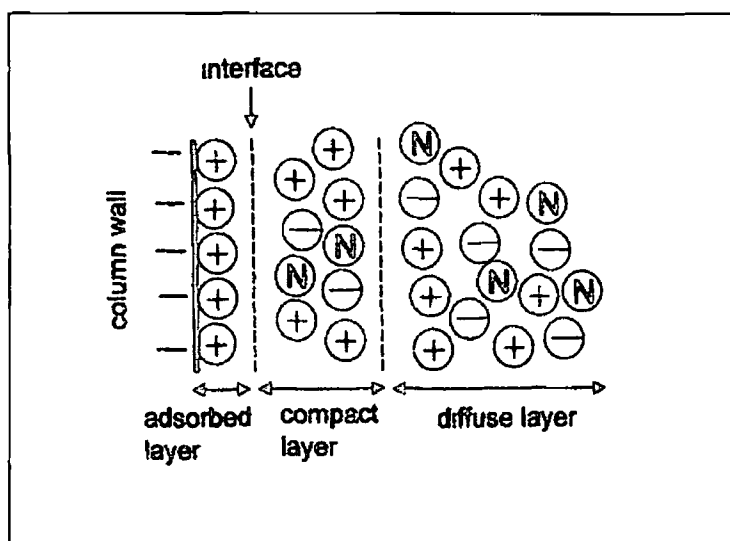 interface
column wall
adsorbed
layer
compact
layer
diffuse layer
N
N
N
N
N
N